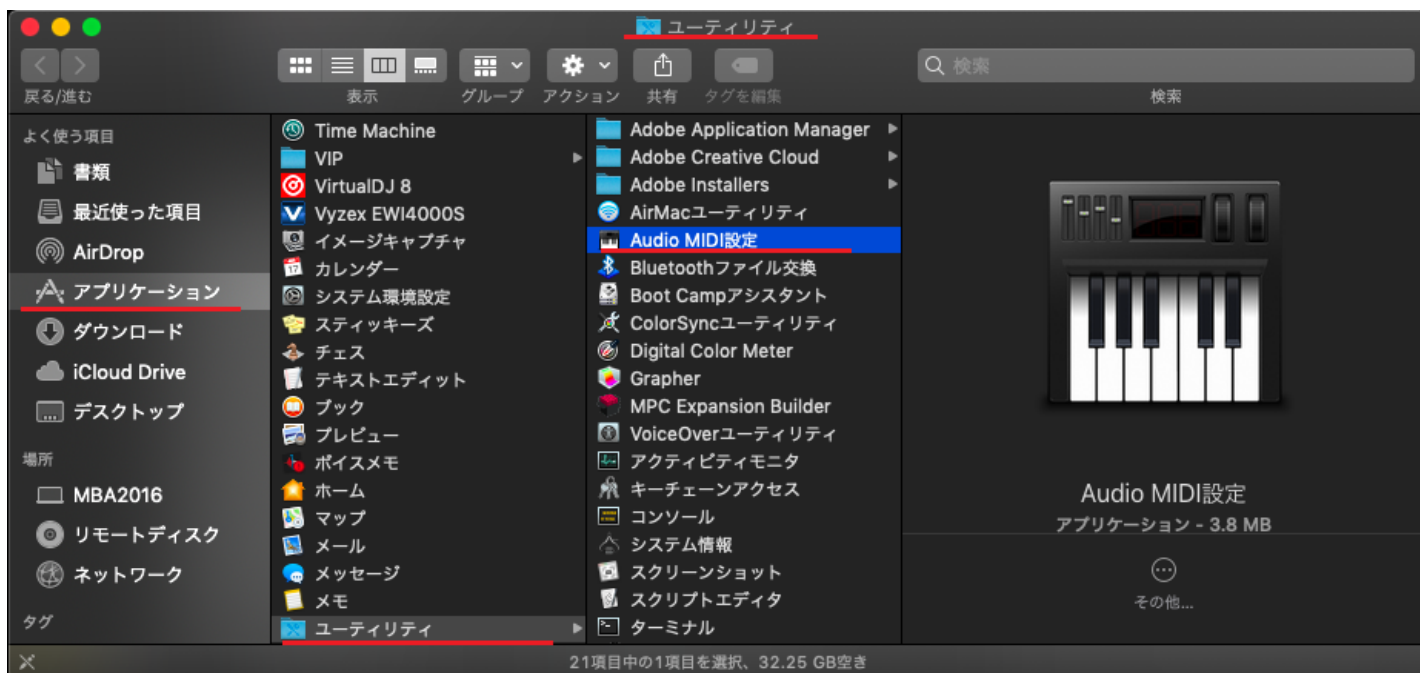 ユーティリティ
戻る/進む
表示
グループ
アクション
共有
タグを編集
検索
検索
よく使う項目
書類
最近使った項目
AirDrop
アプリケーション
ダウンロード
iCloud Drive
デスクトップ
場所
MBA2016
リモートディスク
ネットワーク
タグ
Time Machine
VIP
VirtualDJ 8
Vyzex EWI4000S
イメージキャプチャ
カレンダー
システム環境設定
スティッキーズ
チェス
テキストエディット
ブック
プレビュー
ボイスメモ
ホーム
マップ
メール
メッセージ
メモ
ユーティリティ
Adobe Application Manager
Adobe Creative Cloud
Adobe Installers
AirMacユーティリティ
Audio MIDI設定
Bluetoothファイル交換
Boot Campアシスタント
ColorSyncユーティリティ
Digital Color Meter
Grapher
MPC Expansion Builder
VoiceOverユーティリティ
アクティビティモニタ
キーチェーンアクセス
コンソール
システム情報
スクリーンショット
スクリプトエディタ
ターミナル
Audio MIDI設定
アプリケーション - 3.8 MB
その他...
21項目中の1項目を選択、32.25 GB空き